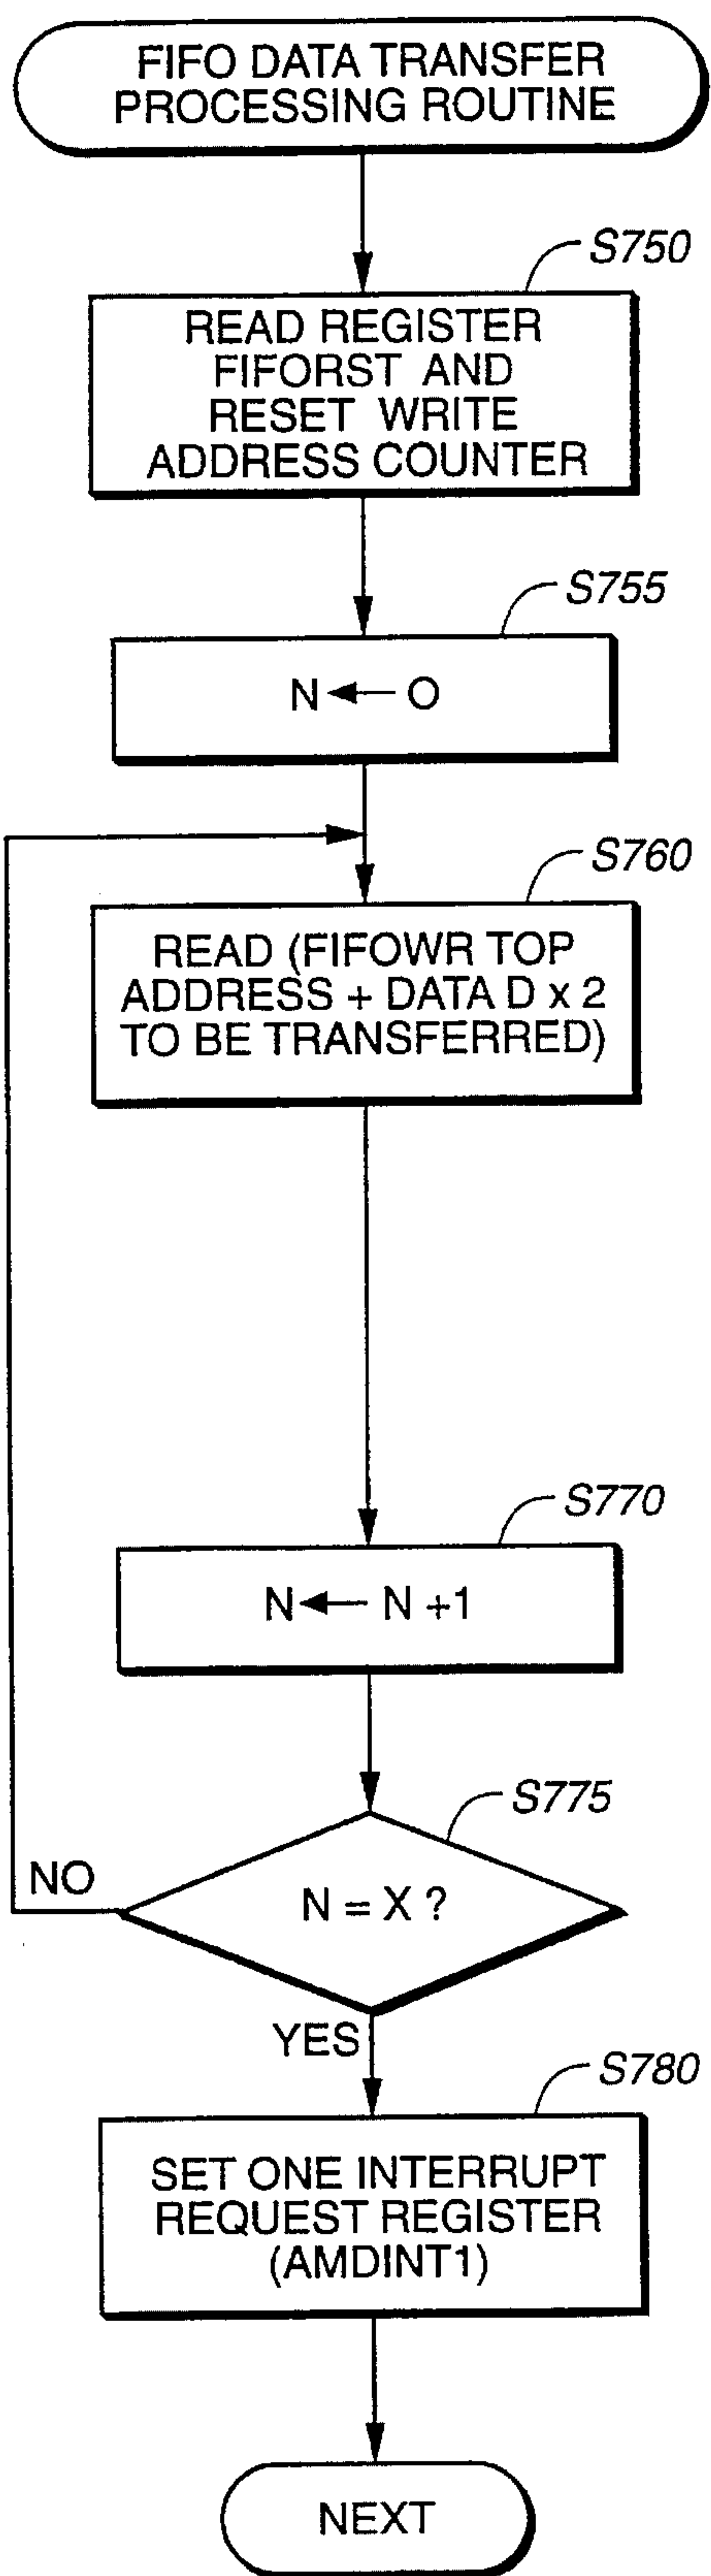 FIFO DATA TRANSFER
PROCESSING ROUTINE
S750
READ REGISTER
FIFORST AND
RESET WRITE
ADDRESS COUNTER
S755
N ← O
S760
READ (FIFOWR TOP
ADDRESS + DATA D x 2
TO BE TRANSFERRED)
S770
N ← N +1
S775
NO
N = X ?
YES
S780
SET ONE INTERRUPT
REQUEST REGISTER
(AMDINT1)
NEXT